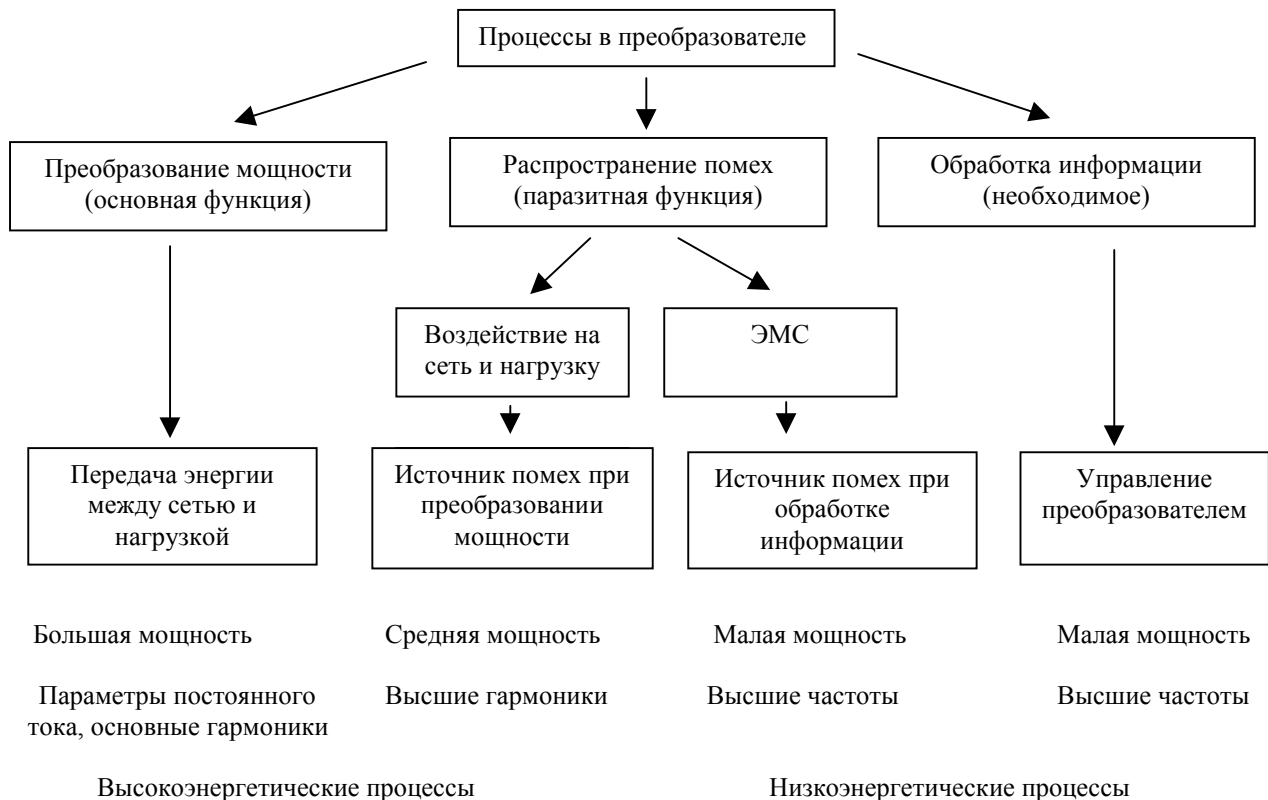 Процессы в преобразователе
Преобразование мощности
(основная функция)
Распространение помех
(паразитная функция)
Обработка информации
(необходимое)
Воздействие на
сеть и нагрузку
ЭМС
Передача энергии
между сетью и
нагрузкой
Источник помех при
преобразовании
мощности
Источник помех при
обработке
информации
Управление
преобразователем
Большая мощность
Средняя мощность
Малая мощность
Малая мощность
Параметры постоянного
тока, основные гармоники
Высшие гармоники
Высшие частоты
Высшие частоты
Высокоэнергетические процессы
Низкоэнергетические процессы